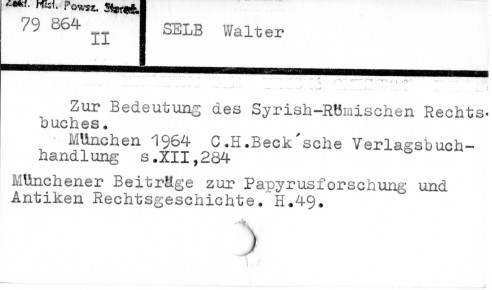 Zakł. Hist. Powsz. Staroż.
79 864
II
SELB Walter
Zur Bedeutung des Syrish-Römischen Rechts-
buches.
München 1964 C.H.Beck´sche Verlagsbuch-
handlung s.XII,284
Münchener Beiträge zur Papyrusforschung und
Antiken Rechtsgeschichte. H.49.